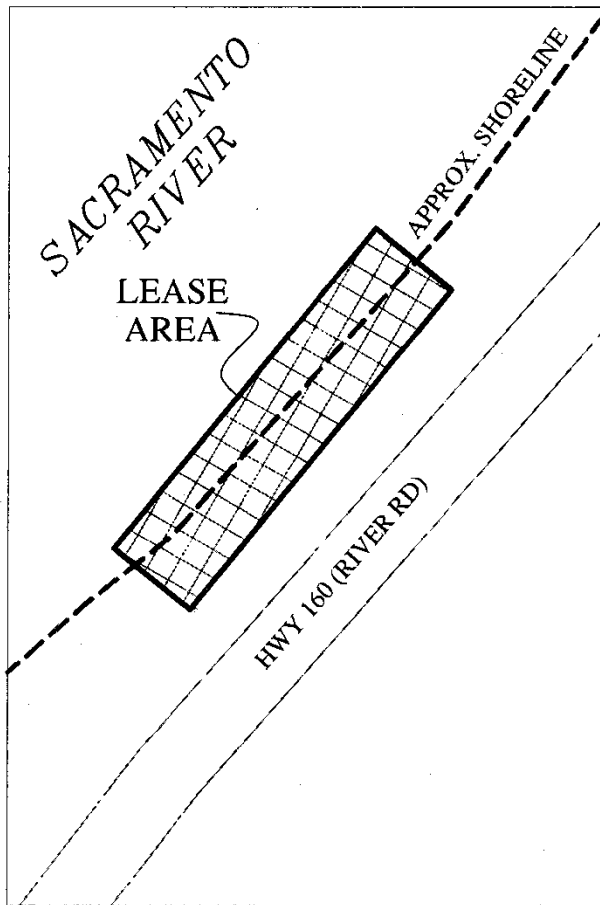 SACRAMENTO
RIVER
APPROX. SHORELINE
LEASE
AREA
HWY 160 (RIVER RD)